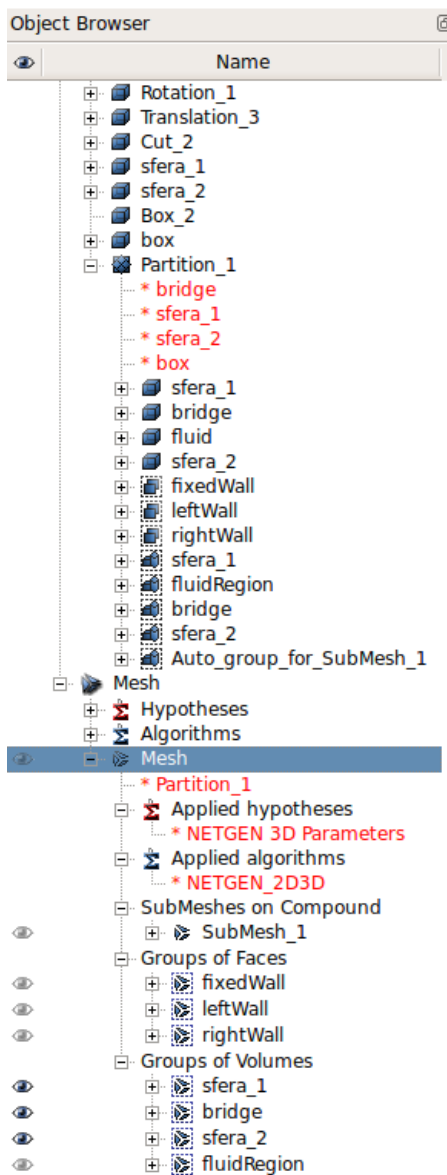 Object Browser
Name
Rotation_1
Translation_3
Cut_2
sfera_1
sfera_2
Box_2
box
Partition_1
* bridge
* sfera_1
* sfera_2
* box
sfera_1
bridge
fluid
sfera_2
fixedWall
leftWall
rightWall
sfera_1
fluidRegion
bridge
sfera_2
Auto_group_for_SubMesh_1
Mesh
Hypotheses
Algorithms
Mesh
* Partition_1
Applied hypotheses
* NETGEN 3D Parameters
Applied algorithms
* NETGEN_2D3D
SubMeshes on Compound
SubMesh_1
Groups of Faces
fixedWall
leftWall
rightWall
Groups of Volumes
sfera_1
bridge
sfera_2
fluidRegion